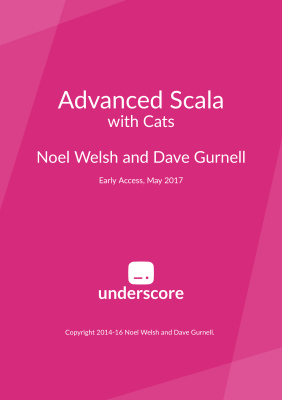 Advanced Scala
with Cats
Noel Welsh and Dave Gurnell
Early Access, May 2017
underscore
Copyright 2014-16 Noel Welsh and Dave Gurnell.